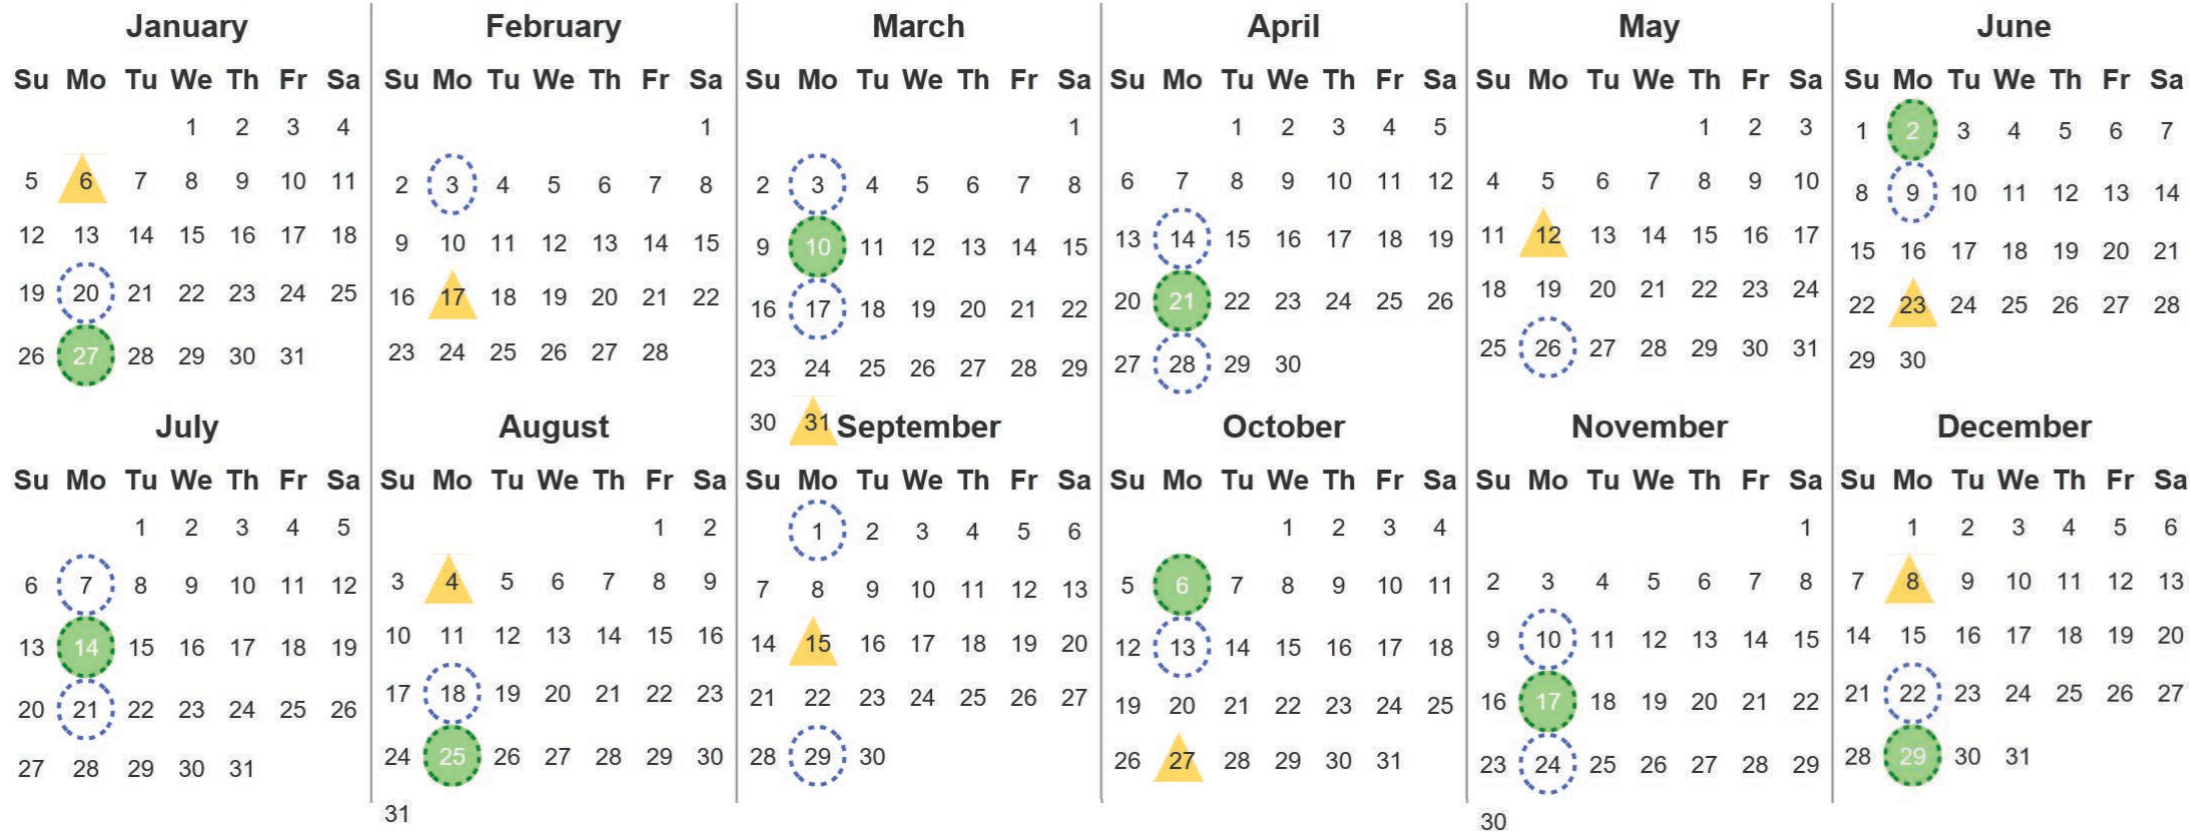 January
Su Mo Tu We Th Fr Sa
1 2 3 4
5 6 7 8 9 10 11
12 13 14 15 16 17 18
19 20 21 22 23 24 25
26 27 28 29 30 31
February
Su Mo Tu We Th Fr Sa
1
2 3 4 5 6 7 8
9 10 11 12 13 14 15
16 17 18 19 20 21 22
23 24 25 26 27 28
March
Su Mo Tu We Th Fr Sa
1
2 3 4 5 6 7 8
9 10 11 12 13 14 15
16 17 18 19 20 21 22
23 24 25 26 27 28 29
30 31
April
Su Mo Tu We Th Fr Sa
1 2 3 4 5
6 7 8 9 10 11 12
13 14 15 16 17 18 19
20 21 22 23 24 25 26
27 28 29 30
May
Su Mo Tu We Th Fr Sa
1 2 3
4 5 6 7 8 9 10
11 12 13 14 15 16 17
18 19 20 21 22 23 24
25 26 27 28 29 30 31
June
Su Mo Tu We Th Fr Sa
1 2 3 4 5 6 7
8 9 10 11 12 13 14
15 16 17 18 19 20 21
22 23 24 25 26 27 28
29 30
July
Su Mo Tu We Th Fr Sa
1 2 3 4 5
6 7 8 9 10 11 12
13 14 15 16 17 18 19
20 21 22 23 24 25 26
27 28 29 30 31
August
Su Mo Tu We Th Fr Sa
1 2
3 4 5 6 7 8 9
10 11 12 13 14 15 16
17 18 19 20 21 22 23
24 25 26 27 28 29 30
31
September
Su Mo Tu We Th Fr Sa
1 2 3 4 5 6
7 8 9 10 11 12 13
14 15 16 17 18 19 20
21 22 23 24 25 26 27
28 29 30
October
Su Mo Tu We Th Fr Sa
1 2 3 4
5 6 7 8 9 10 11
12 13 14 15 16 17 18
19 20 21 22 23 24 25
26 27 28 29 30 31
November
Su Mo Tu We Th Fr Sa
1
2 3 4 5 6 7 8
9 10 11 12 13 14 15
16 17 18 19 20 21 22
23 24 25 26 27 28 29
30
December
Su Mo Tu We Th Fr Sa
1 2 3 4 5 6
7 8 9 10 11 12 13
14 15 16 17 18 19 20
21 22 23 24 25 26 27
28 29 30 31